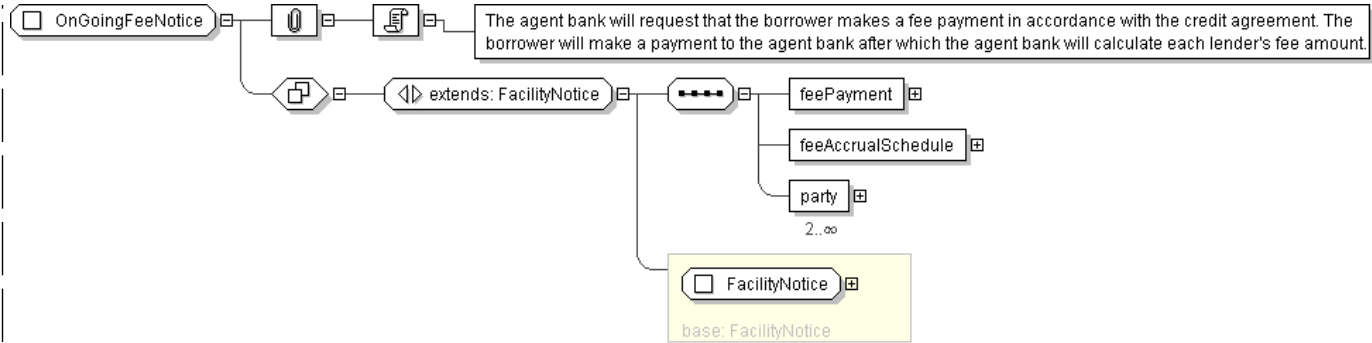 OnGoingFeeNotice
The agent bank will request that the borrower makes a fee payment in accordance with the credit agreement. The
borrower will make a payment to the agent bank after which the agent bank will calculate each lender's fee amount.
extends: FacilityNotice
feePayment
feeAccrualSchedule
party
2..∞
FacilityNotice
base: FacilityNotice